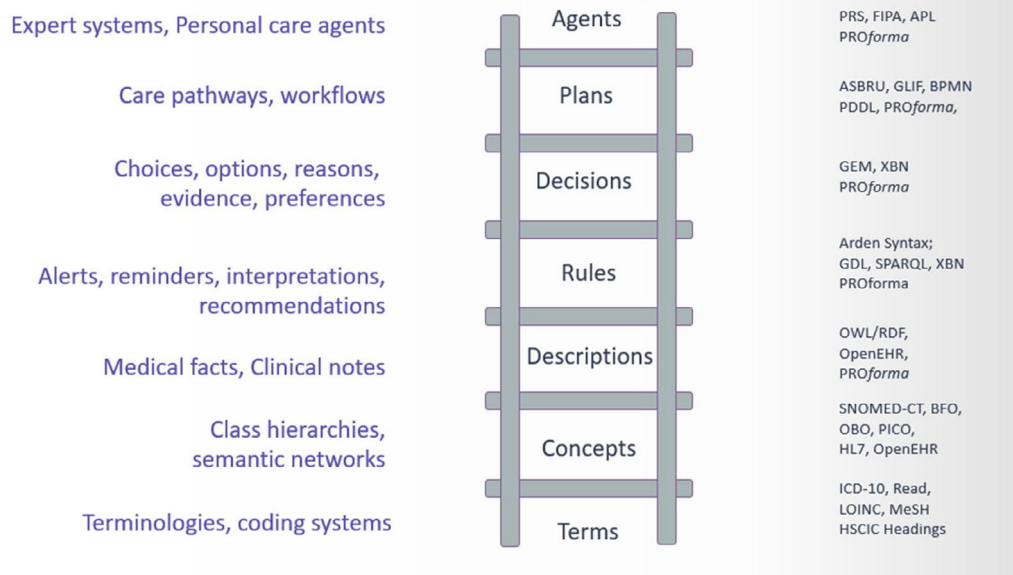 Expert systems, Personal care agents
Agents
PRS, FIPA, APL
PROforma
Care pathways, workflows
Plans
ASBRU, GLIF, BPMN
PDDL, PROforma,
Choices, options, reasons,
evidence, preferences
Decisions
GEM, XBN
PROforma
Alerts, reminders, interpretations,
recommendations
Rules
Arden Syntax;
GDL, SPARQL, XBN
PROforma
Medical facts, Clinical notes
Descriptions
OWL/RDF,
OpenEHR,
PROforma
Class hierarchies,
semantic networks
Concepts
SNOMED-CT, BFO,
OBO, PICO,
HL7, OpenEHR
Terminologies, coding systems
Terms
ICD-10, Read,
LOINC, MeSH
HSCIC Headings